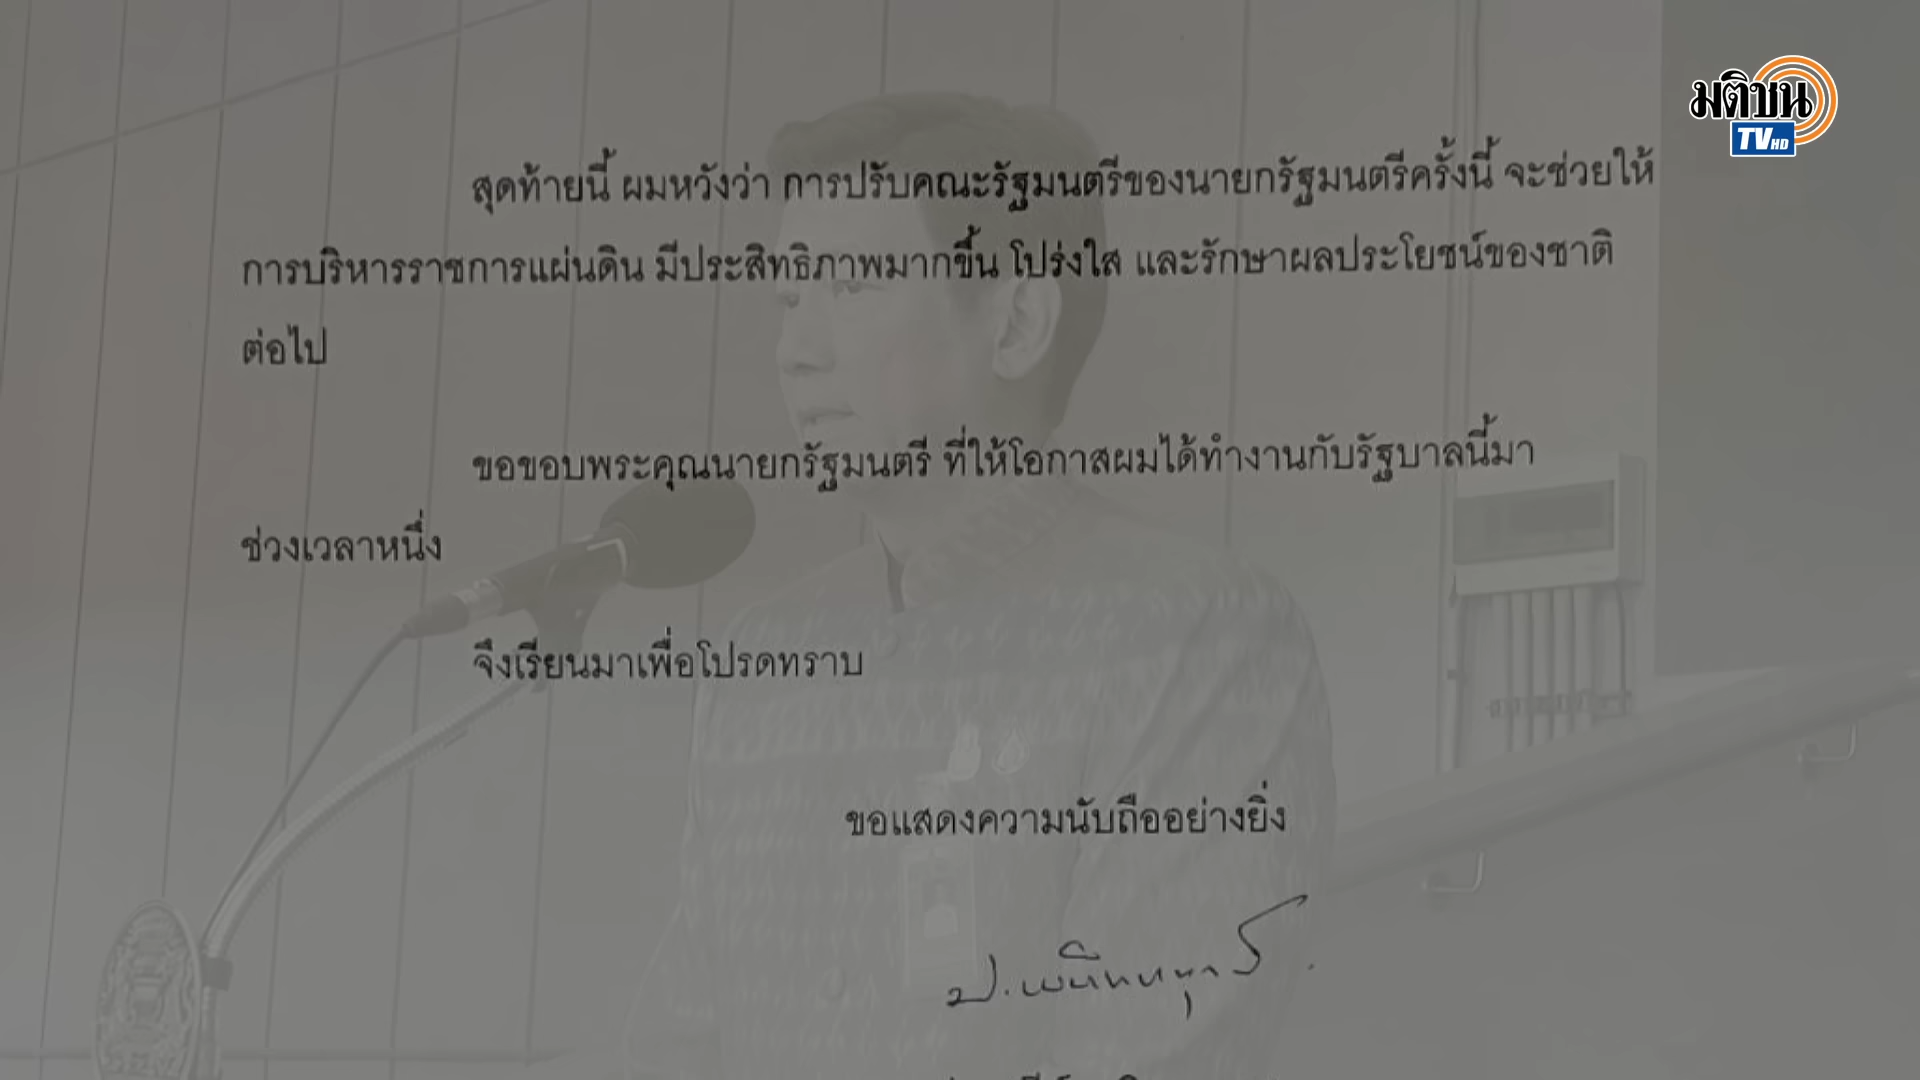 มติชน
TV HD
สุดท้ายนี้ ผมหวังว่า การปรับคณะรัฐมนตรีของนายกรัฐมนตรีครั้งนี้ จะช่วยให้
การบริหารราชการแผ่นดิน มีประสิทธิภาพมากขึ้น โปร่งใส และรักษาผลประโยชน์ของชาติ
ต่อไป
ขอขอบพระคุณนายกรัฐมนตรี ที่ให้โอกาสผมได้ทำงานกับรัฐบาลนี้มา
ช่วงเวลาหนึ่ง
จึงเรียนมาเพื่อโปรดทราบ
ขอแสดงความนับถืออย่างยิ่ง